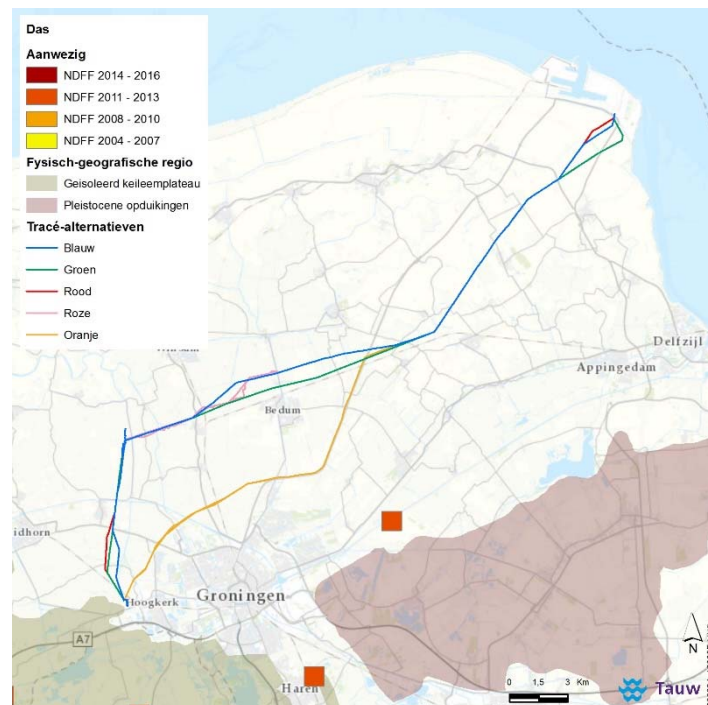 Das
Aanwezig
NDFF 2014 - 2016
NDFF 2011 - 2013
NDFF 2008 - 2010
NDFF 2004 - 2007
Fysisch-geografische regio
Geisoleerd keileemplateau
Pleistocene opduikingen
Tracé-alternatieven
Blauw
Groen
Rood
Roze
Oranje
Delfzijl
Appingedam
Bedum
idhorn
Hoogkerk
Groningen
A7
Haren
N
0 1,5 3 Km
Tauw